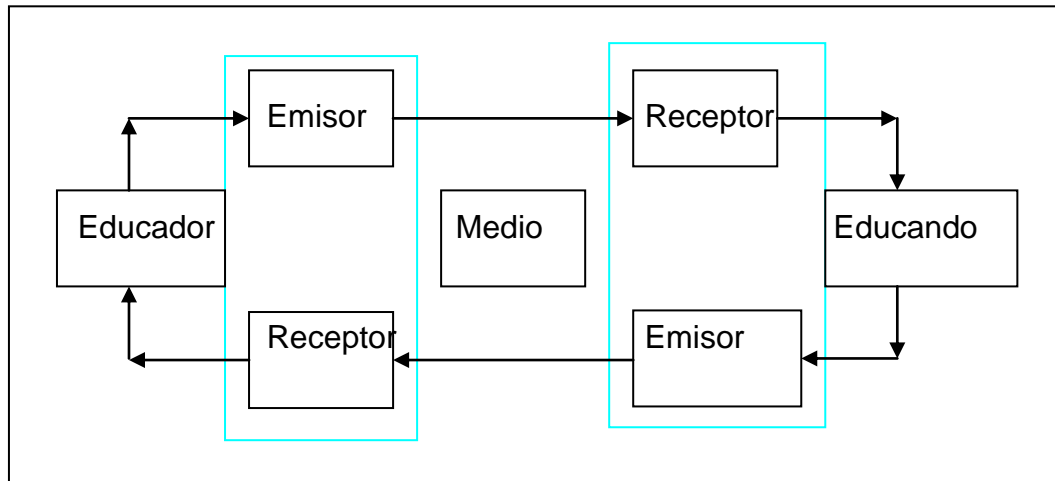 Emisor
Receptor
Educador
Medio
Educando
Receptor
Emisor